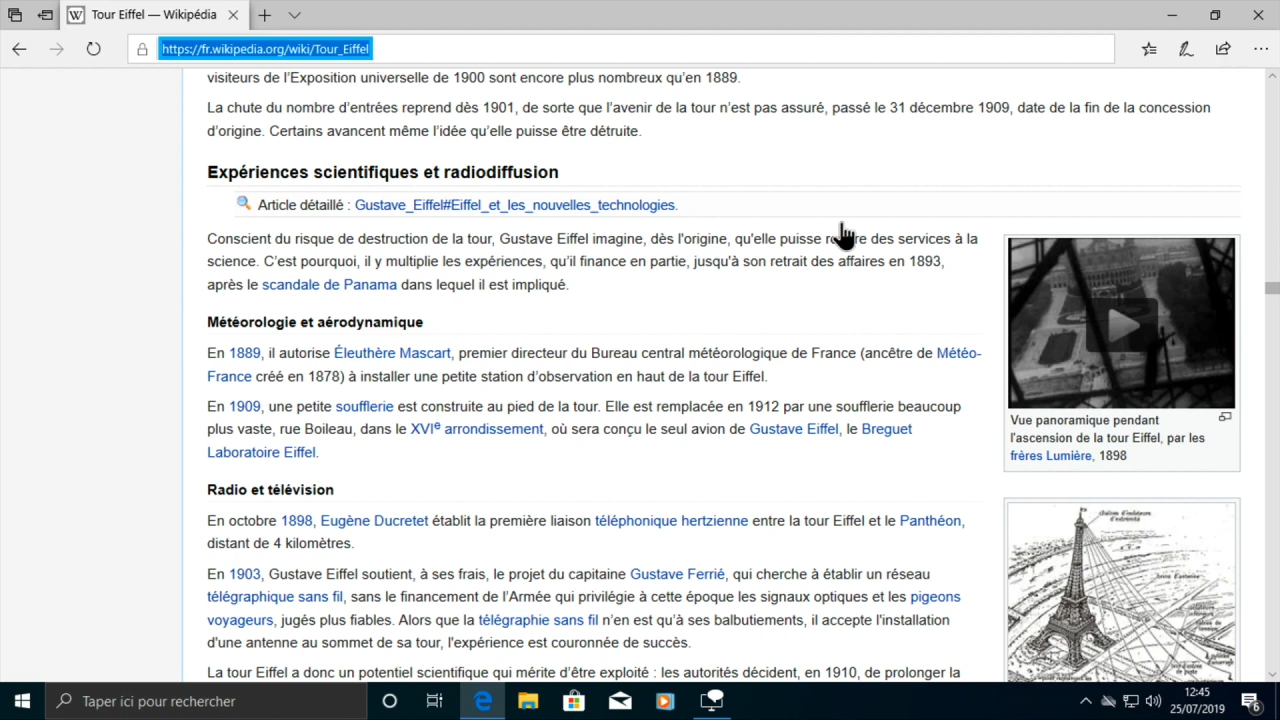 Tour Eiffel — Wikipédia
https://fr.wikipedia.org/wiki/Tour_Eiffel
visiteurs de l'Exposition universelle de 1900 sont encore plus nombreux qu'en 1889.
La chute du nombre d'entrées reprend dès 1901, de sorte que l'avenir de la tour n'est pas assuré, passé le 31 décembre 1909, date de la fin de la concession
d'origine. Certains avancent même l'idée qu'elle puisse être détruite.
Expériences scientifiques et radiodiffusion
Article détaillé : Gustave_Eiffel#Eiffel_et_les_nouvelles_technologies.
Conscient du risque de destruction de la tour, Gustave Eiffel imagine, dès l'origine, qu'elle puisse des services à la
science. C'est pourquoi, il y multiplie les expériences, qu'il finance en partie, jusqu'à son retrait des affaires en 1893,
après le scandale de Panama dans lequel il est impliqué.
Météorologie et aérodynamique
En 1889, il autorise Éleuthère Mascart, premier directeur du Bureau central météorologique de France (ancêtre de Météo-
France créé en 1878) à installer une petite station d'observation en haut de la tour Eiffel.
En 1909, une petite soufflerie est construite au pied de la tour. Elle est remplacée en 1912 par une soufflerie beaucoup
plus vaste, rue Boileau, dans le XVIe arrondissement, où sera conçu le seul avion de Gustave Eiffel, le Breguet
Laboratoire Eiffel.
Radio et télévision
En octobre 1898, Eugène Ducretet établit la première liaison téléphonique hertzienne entre la tour Eiffel et le Panthéon,
distant de 4 kilomètres.
En 1903, Gustave Eiffel soutient, à ses frais, le projet du capitaine Gustave Ferrié, qui cherche à établir un réseau
télégraphique sans fil, sans le financement de l'Armée qui privilégie à cette époque les signaux optiques et les pigeons
voyageurs, jugés plus fiables. Alors que la télégraphie sans fil n'en est qu'à ses balbutiements, il accepte l'installation
d'une antenne au sommet de sa tour, l'expérience est couronnée de succès.
La tour Eiffel a donc un potentiel scientifique qui mérite d'être exploité : les autorités décident, en 1910, de prolonger la
Vue panoramique pendant
l'ascension de la tour Eiffel, par les
frères Lumière, 1898
Taper ici pour rechercher
12:45
25/07/2019
6